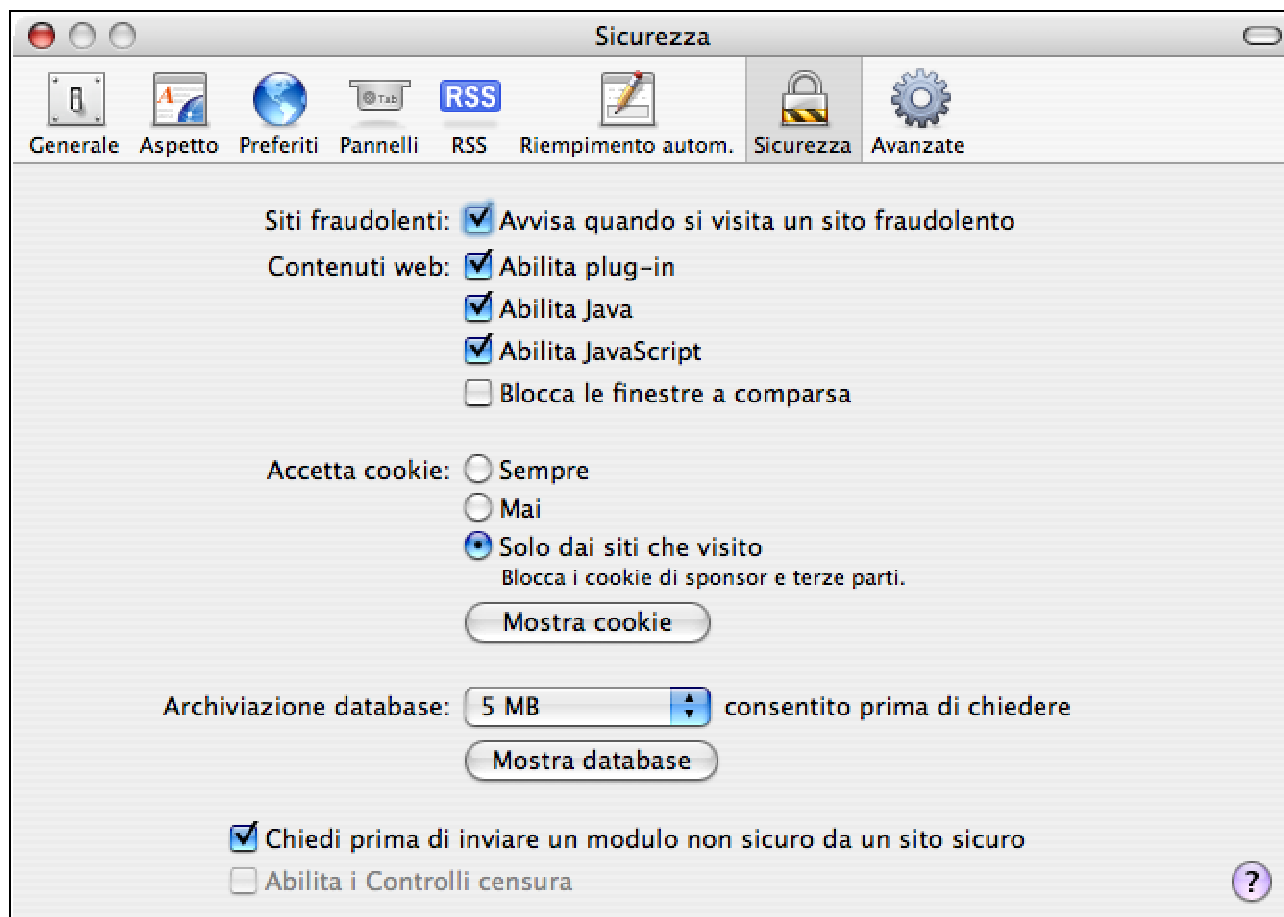 Sicurezza
Tab
RSS
Generale Aspetto Preferiti Pannelli RSS Riempimento autom. Sicurezza Avanzate
Siti fraudolenti: Avvisa quando si visita un sito fraudolento
Contenuti web: Abilita plug-in
Abilita Java
Abilita JavaScript
Blocca le finestre a comparsa
Accetta cookie: Sempre
Mai
Solo dai siti che visito
Blocca i cookie di sponsor e terze parti.
Mostra cookie
Archiviazione database: 5 MB consentito prima di chiedere
Mostra database
Chiedi prima di inviare un modulo non sicuro da un sito sicuro
Abilita i Controlli censura
?